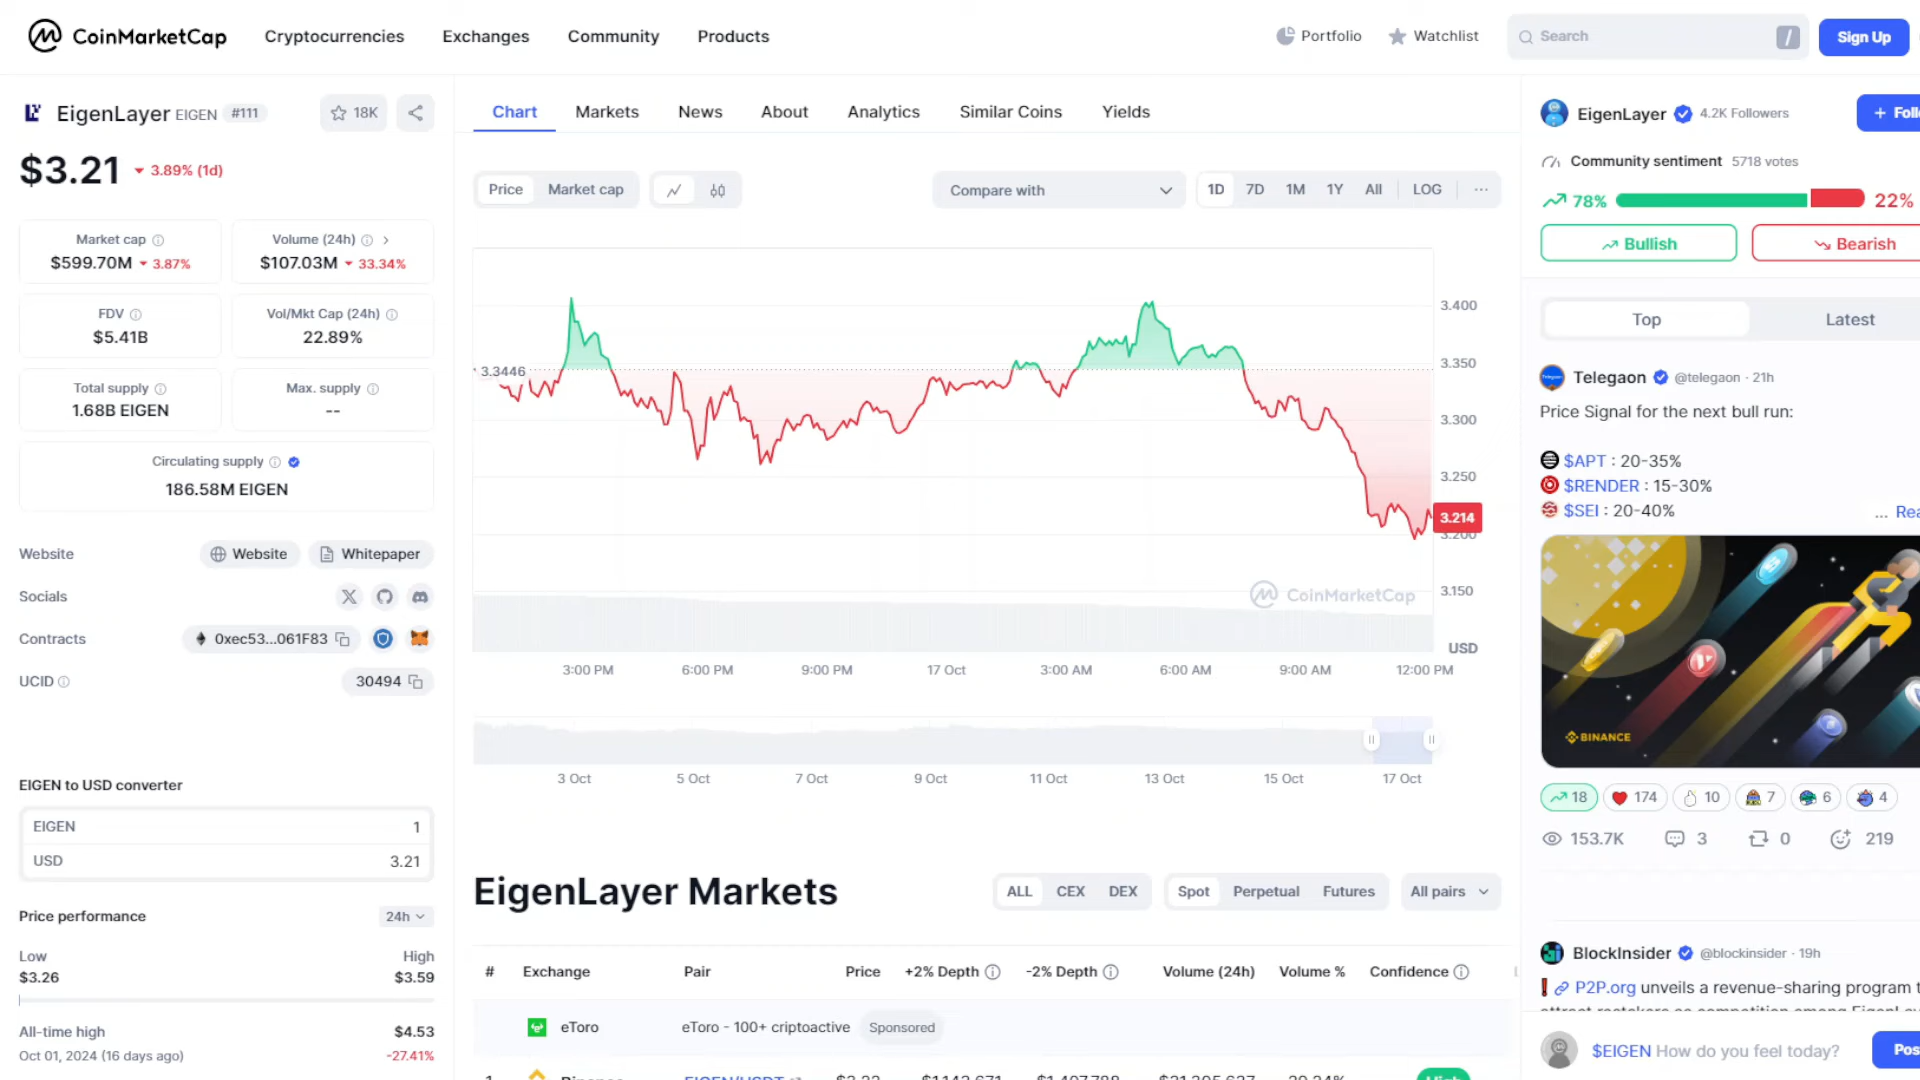 CoinMarketCap
Cryptocurrencies
Exchanges
Community
Products
Portfolio
Watchlist
Search
/
Sign Up
EigenLayer EIGEN #111
18K
$3.21
3.89% (1d)
Market cap
$599.70M 3.87%
Volume (24h)
$107.03M 33.34%
FDV
$5.41B
Vol/Mkt Cap (24h)
22.89%
Total supply
1.68B EIGEN
Max. supply
--
Circulating supply
186.58M EIGEN
Website
Website
Whitepaper
Socials
Contracts
0xec53...061F83
UCID
30494
EIGEN to USD converter
EIGEN 1
USD 3.21
Price performance
24h
Low
High
$3.26
$3.59
All-time high
$4.53
Oct 01, 2024 (16 days ago)
-27.41%
Chart
Markets
News
About
Analytics
Similar Coins
Yields
Price
Market cap
Compare with
1D
7D
1M
1Y
All
LOG
...
3.3446
3.400
3.350
3.300
3.250
3.214
3.200
3.150
CoinMarketCap
USD
3:00 PM
6:00 PM
9:00 PM
17 Oct
3:00 AM
6:00 AM
9:00 AM
12:00 PM
3 Oct
5 Oct
7 Oct
9 Oct
11 Oct
13 Oct
15 Oct
17 Oct
EigenLayer Markets
ALL
CEX
DEX
Spot
Perpetual
Futures
All pairs
#
Exchange
Pair
Price
+2% Depth
-2% Depth
Volume (24h)
Volume %
Confidence
eToro
eToro - 100+ criptoactive
Sponsored
EigenLayer 4.2K Followers
Community sentiment 5718 votes
78%
22%
Bullish
Bearish
Top
Latest
Telegaon @telegaon · 21h
Price Signal for the next bull run:
$APT : 20-35%
$RENDER : 15-30%
$SEI : 20-40%
...
BINANCE
18
174
10
7
6
4
153.7K
3
0
219
BlockInsider @blockinsider · 19h
P2P.org unveils a revenue-sharing program
$EIGEN How do you feel today?